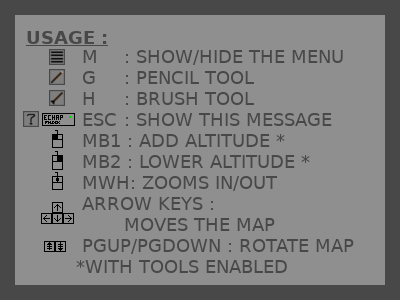 USAGE :
M : SHOW/HIDE THE MENU
G : PENCIL TOOL
H : BRUSH TOOL
? ECHAP ESC : SHOW THIS MESSAGE
MB1 : ADD ALTITUDE *
MB2 : LOWER ALTITUDE *
MWH: ZOOMS IN/OUT
ARROW KEYS :
MOVES THE MAP
PGUP/PGDOWN : ROTATE MAP
*WITH TOOLS ENABLED